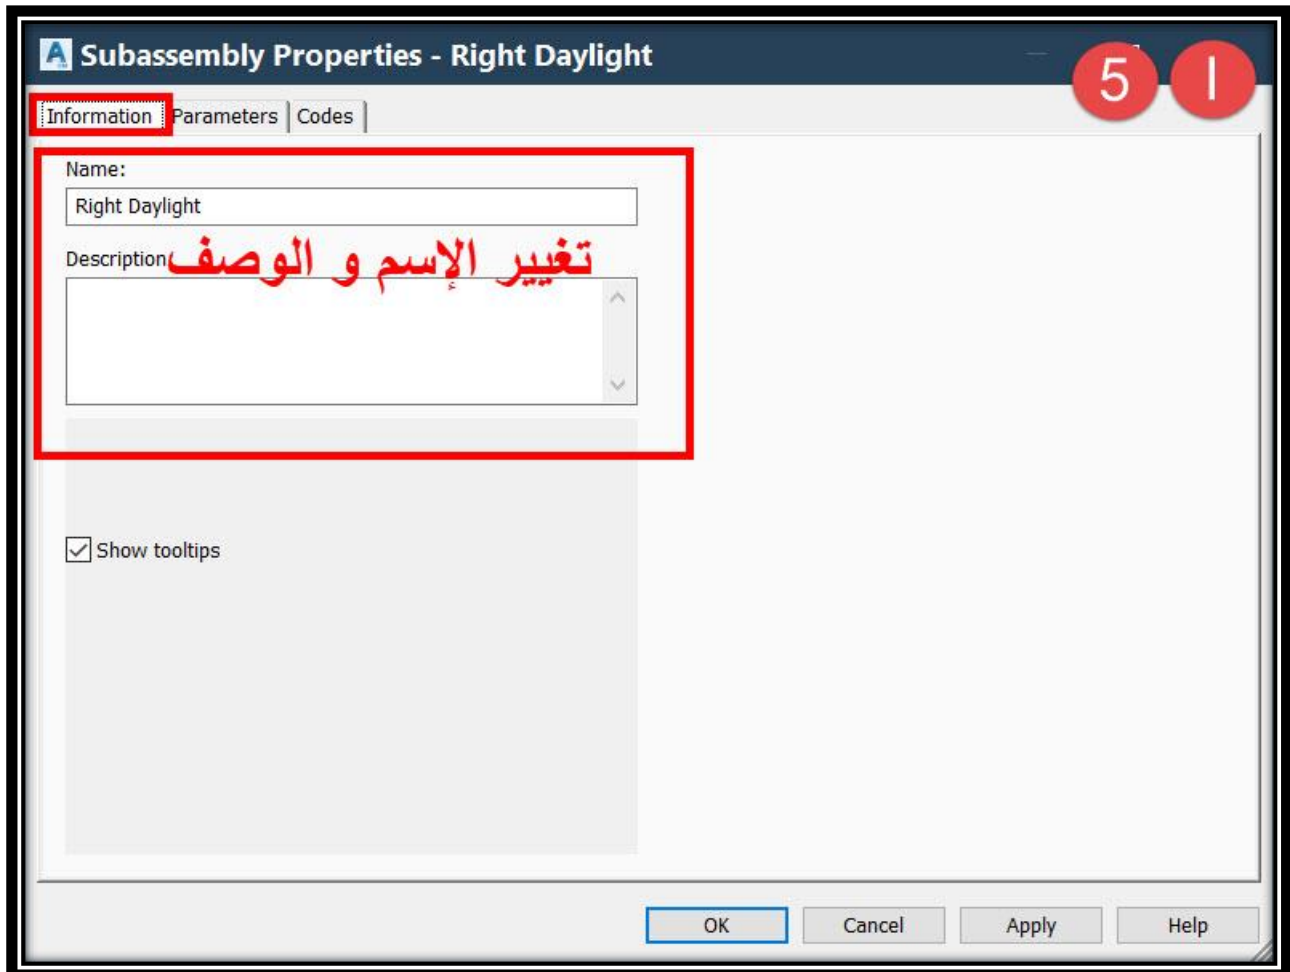 Subassembly Properties - Right Daylight
5 I
Information Parameters Codes
Name:
Right Daylight
Description
تغيير الإسم و الوصف
Show tooltips
OK Cancel Apply Help